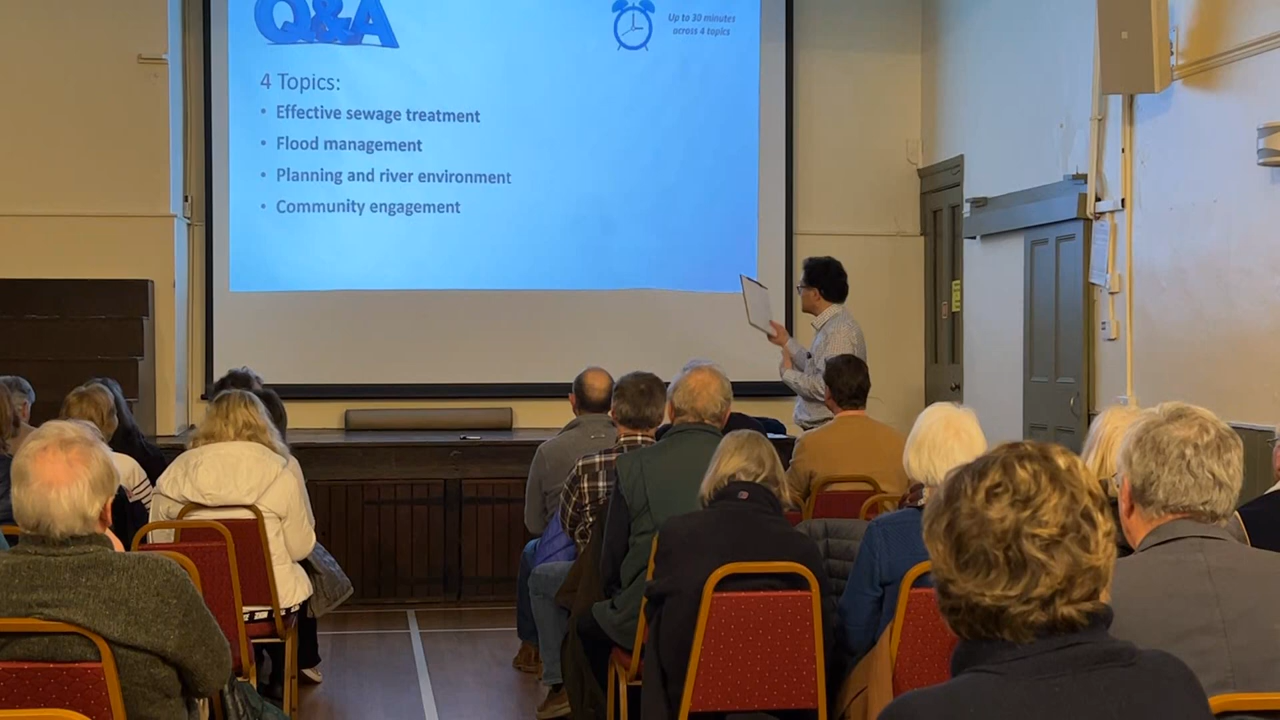 Q&A
Up to 30 minutes
across 4 topics
4 Topics:
• Effective sewage treatment
• Flood management
• Planning and river environment
• Community engagement